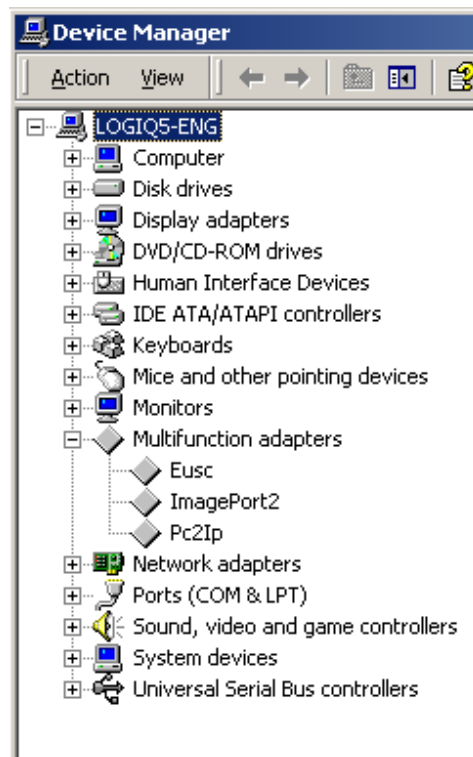 Device Manager
Action View
LOGIQ5-ENG
Computer
Disk drives
Display adapters
DVD/CD-ROM drives
Human Interface Devices
IDE ATA/ATAPI controllers
Keyboards
Mice and other pointing devices
Monitors
Multifunction adapters
Eusc
ImagePort2
Pc2Ip
Network adapters
Ports (COM & LPT)
Sound, video and game controllers
System devices
Universal Serial Bus controllers